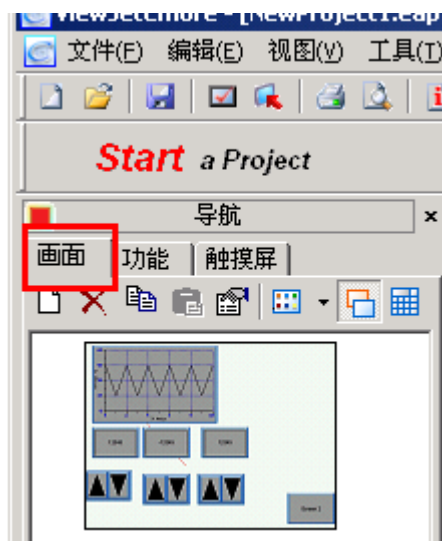 ViewJetCmore - [NewProject1.eap
文件(F) 编辑(E) 视图(V) 工具(T)
Start a Project
导航
画面 功能 触摸屏